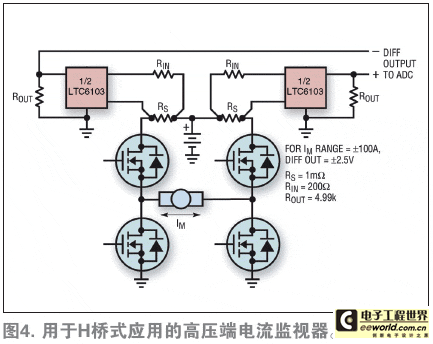 − DIFF
OUTPUT
+ TO ADC
1/2
LTC6103
RIN
RIN
1/2
LTC6103
ROUT
ROUT
RS
RS
+
FOR IM RANGE = ±100A,
DIFF OUT = ±2.5V
RS = 1mΩ
RIN = 200Ω
ROUT = 4.99k
IM
图4. 用于H桥式应用的高压端电流监视器。
电子工程世界
eeworld.com.cn